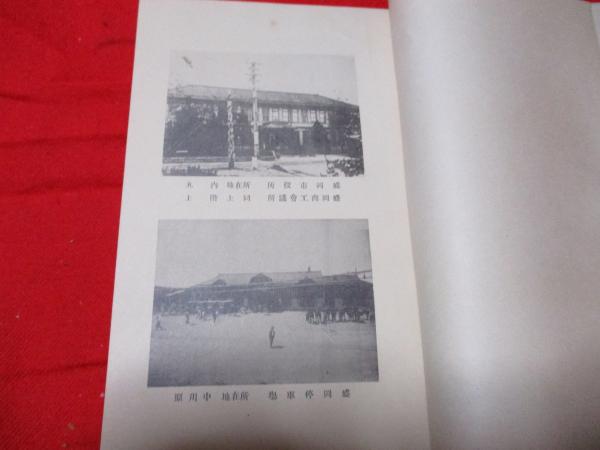 盛岡市役所 所在地 内丸
盛岡商工會議所 同上 階上
盛岡停車場 所在地 中川原